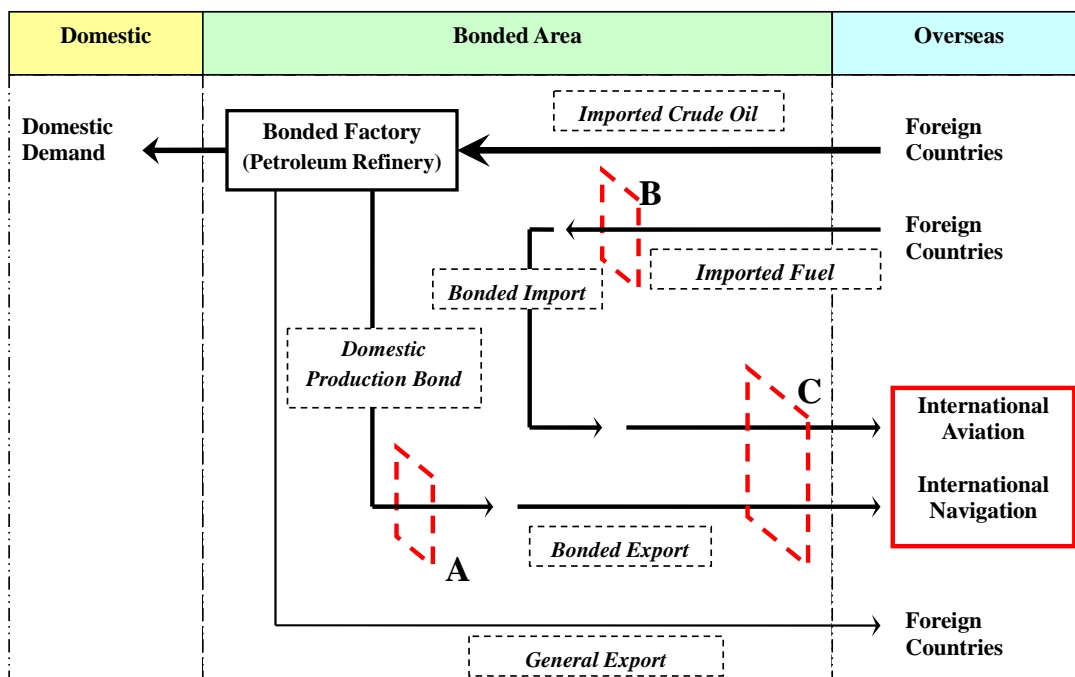 Domestic
Bonded Area
Overseas
Imported Crude Oil
Domestic
Demand
Bonded Factory
(Petroleum Refinery)
Foreign
Countries
B
Foreign
Countries
Imported Fuel
Bonded Import
Domestic
Production Bond
C
International
Aviation
International
Navigation
Bonded Export
A
Foreign
Countries
General Export